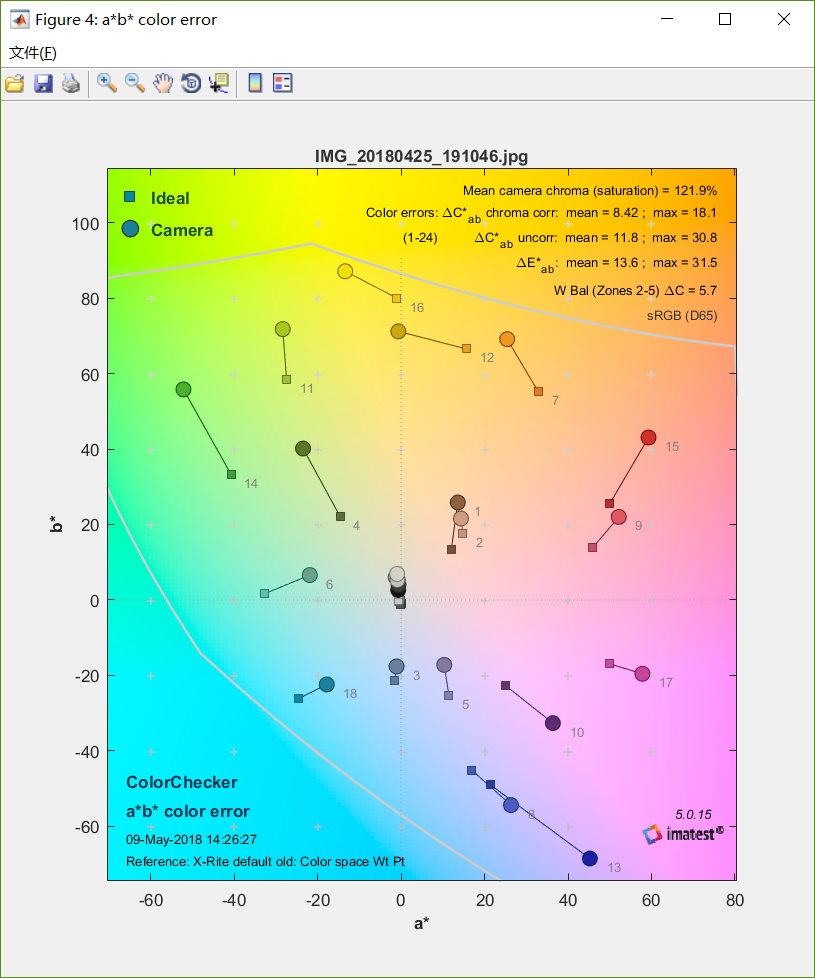 Figure 4: a*b* color error
文件(F)
IMG_20180425_191046.jpg
Ideal
Camera
Mean camera chroma (saturation) = 121.9%
Color errors: ΔC*ab chroma corr: mean = 8.42 ; max = 18.1
(1-24) ΔC*ab uncorr: mean = 11.8 ; max = 30.8
ΔE*ab: mean = 13.6 ; max = 31.5
W Bal (Zones 2-5) ΔC = 5.7
sRGB (D65)
100
80
60
40
20
0
-20
-40
-60
b*
16
12
11
7
15
14
1
9
4
2
6
3
17
18
5
10
8
13
ColorChecker
a*b* color error
09-May-2018 14:26:27
Reference: X-Rite default old: Color space Wt Pt
5.0.15
imatest®
-60 -40 -20 0 20 40 60 80
a*